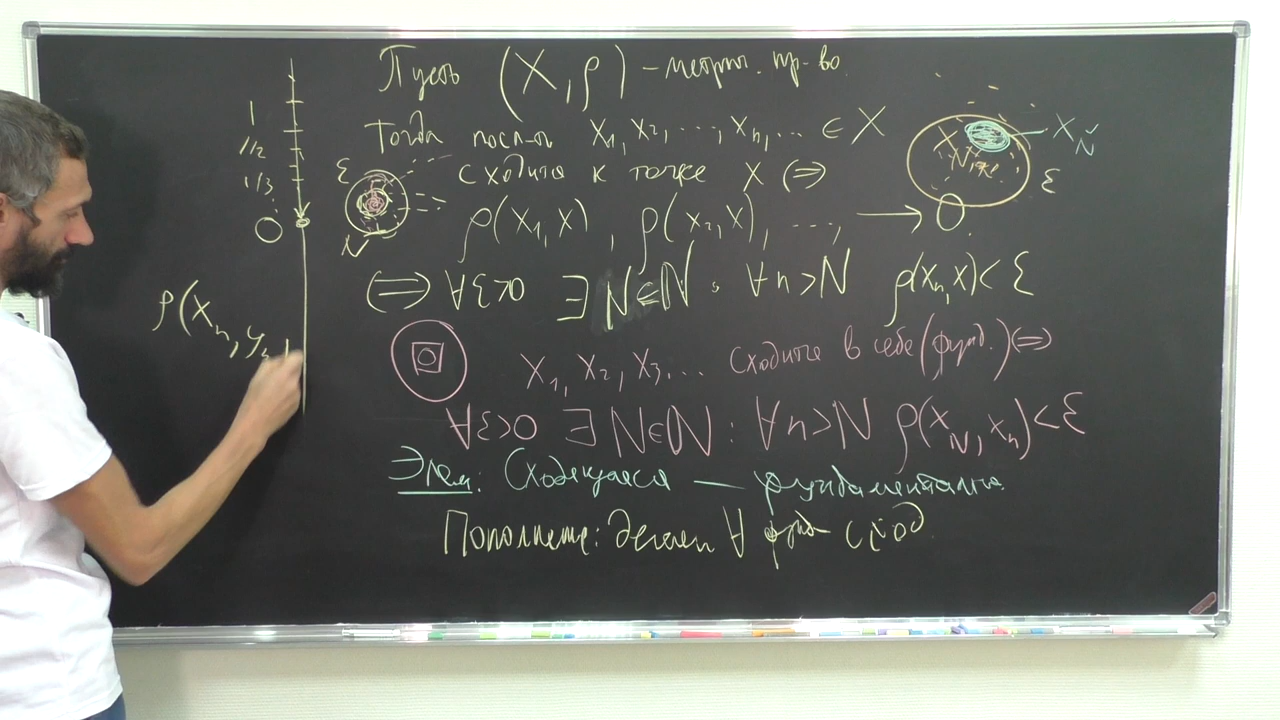 Пусть (X, ρ) – метрич. пр-во.
Тогда посл-ть x₁, x₂, ..., xₙ, ... ∈ X
сходится к точке x ⟺
ρ(x₁, x), ρ(x₂, x), ..., → 0.
⟺ ∀ε>0 ∃N∈ℕ: ∀n>N ρ(xₙ, x)<ε
x₁, x₂, x₃... сходится в себе (фунд.) ⟺
∀ε>0 ∃N∈ℕ: ∀n>N ρ(x_N, xₙ)<ε
Элем: Сходящаяся — фундаментальна.
Пополнение: делаем ∀ фунд сход
1
1/2
1/3
0
ρ(xₙ, y
ε
N
x_Ñ
ε